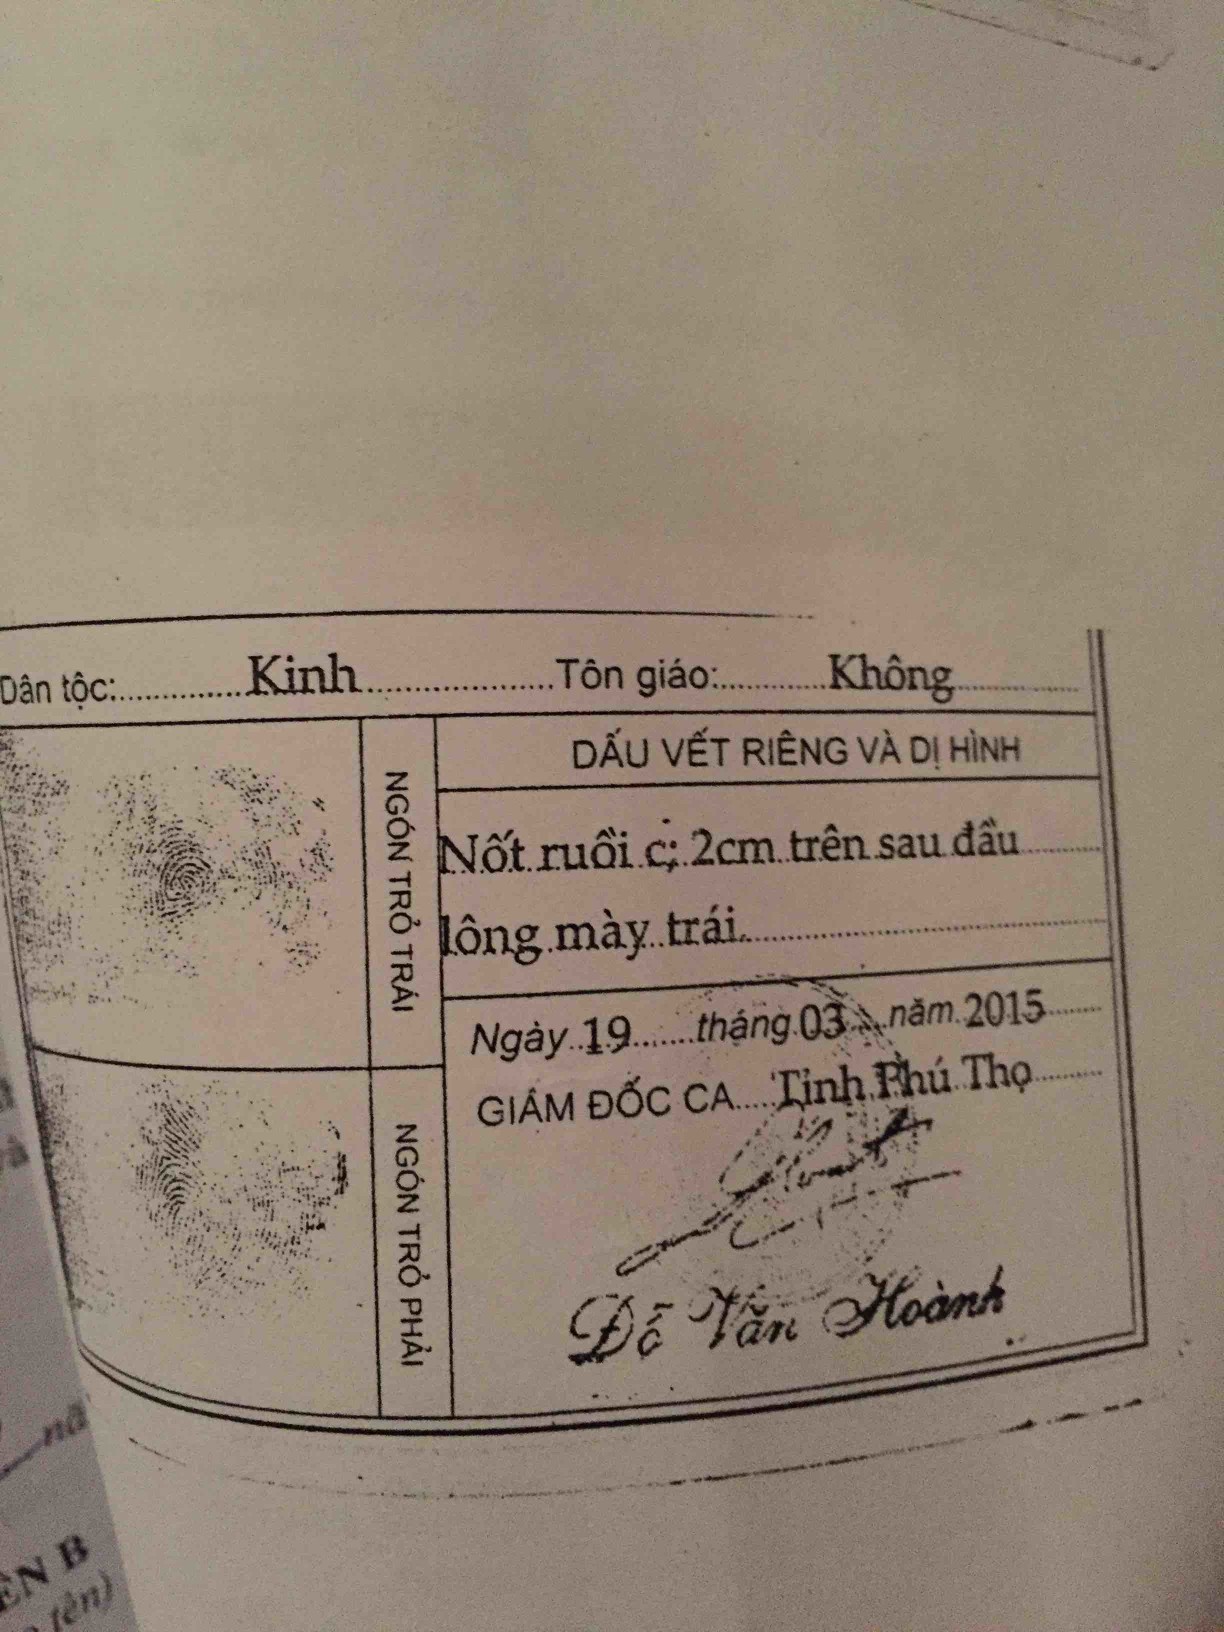 Dân tộc: Kinh Tôn giáo: Không
NGÓN TRỎ TRÁI
DẤU VẾT RIÊNG VÀ DỊ HÌNH
Nốt ruồi c; 2cm trên sau đầu
lông mày trái.
Ngày 19 tháng 03 năm 2015
GIÁM ĐỐC CA Tỉnh Phú Thọ
NGÓN TRỎ PHẢI
Đỗ Văn Hoành
ÊN B
tên)